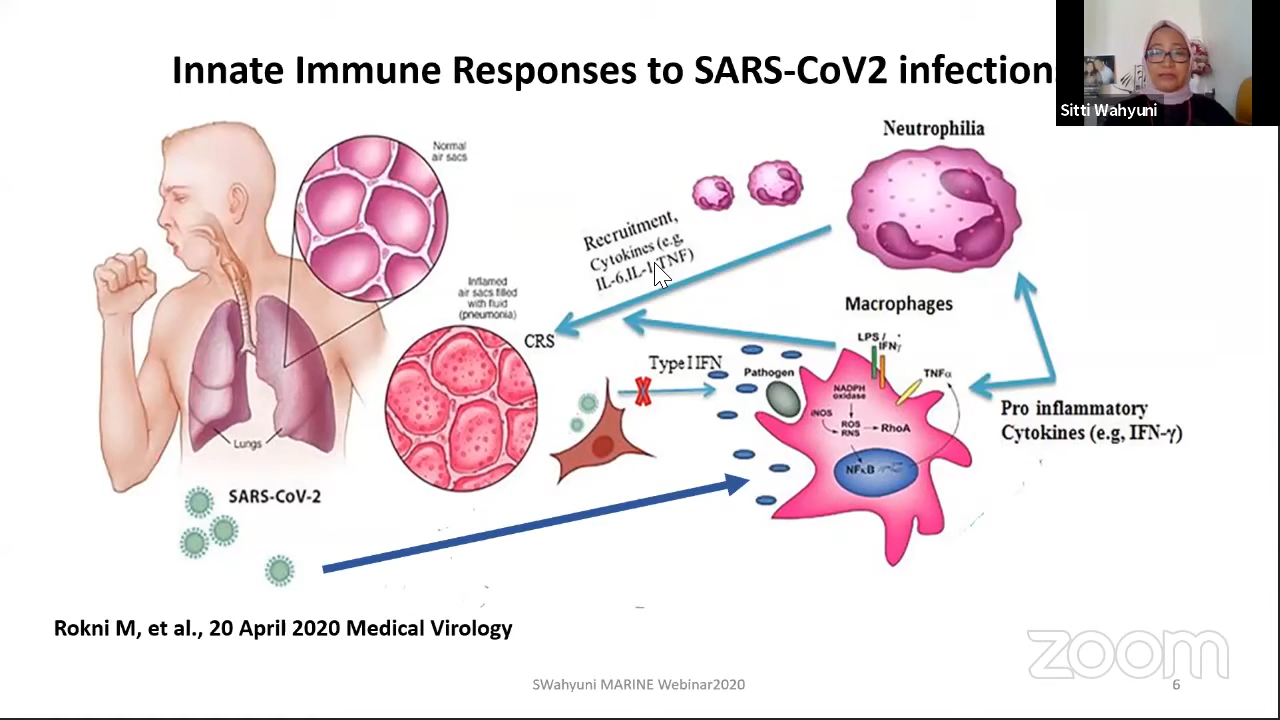 Innate Immune Responses to SARS-CoV2 infection
Sitti Wahyuni
Neutrophilia
Normal
air sacs
Recruitment,
Cytokines (e.g,
IL-6,IL-1,TNF)
Inflamed
air sacs filled
with fluid
(pneumonia)
CRS
Macrophages
LPS /
IFNγ
Type I IFN
Pathogen
TNFα
NADPH
oxidase
iNOS
ROS
RNS
RhoA
NFκB
Pro inflammatory
Cytokines (e.g, IFN-γ)
Lungs
SARS-CoV-2
Rokni M, et al., 20 April 2020 Medical Virology
zoom
SWahyuni MARINE Webinar2020
6